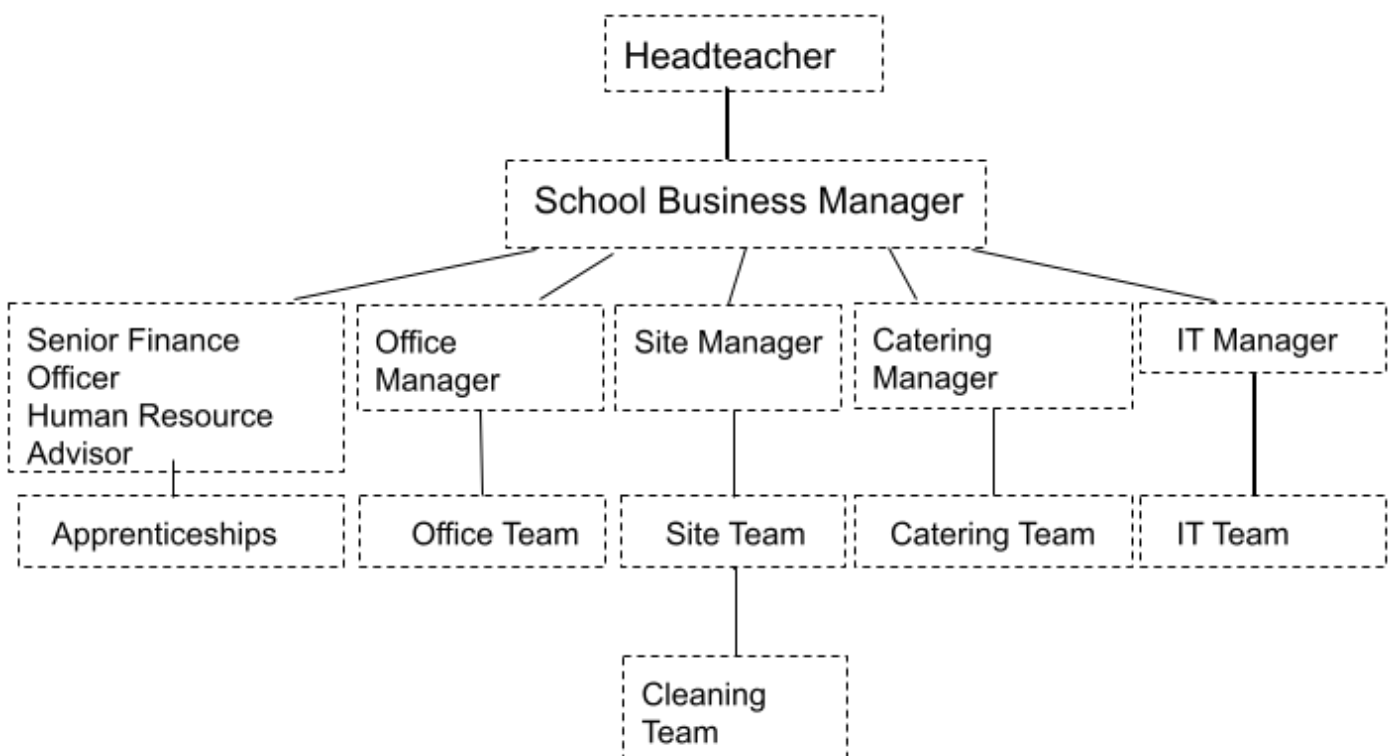 Headteacher
School Business Manager
Senior Finance
Officer
Human Resource
Advisor
Office
Manager
Site Manager
Catering
Manager
IT Manager
Apprenticeships
Office Team
Site Team
Catering Team
IT Team
Cleaning
Team